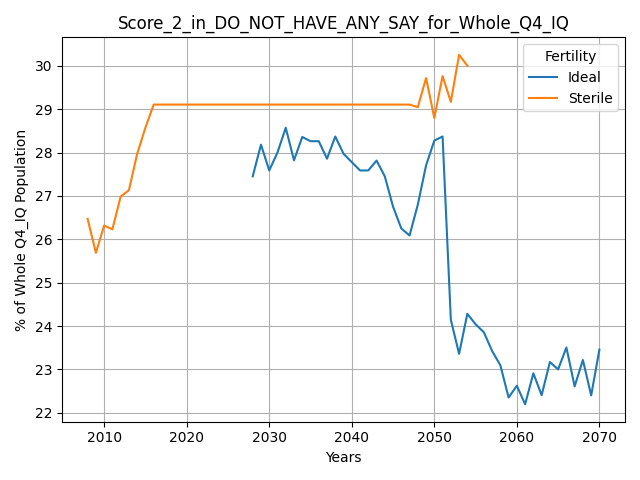 Score_2_in_DO_NOT_HAVE_ANY_SAY_for_Whole_Q4_IQ
% of Whole Q4_IQ Population
30
29
28
27
26
25
24
23
22
Fertility
Ideal
Sterile
2010 2020 2030 2040 2050 2060 2070
Years